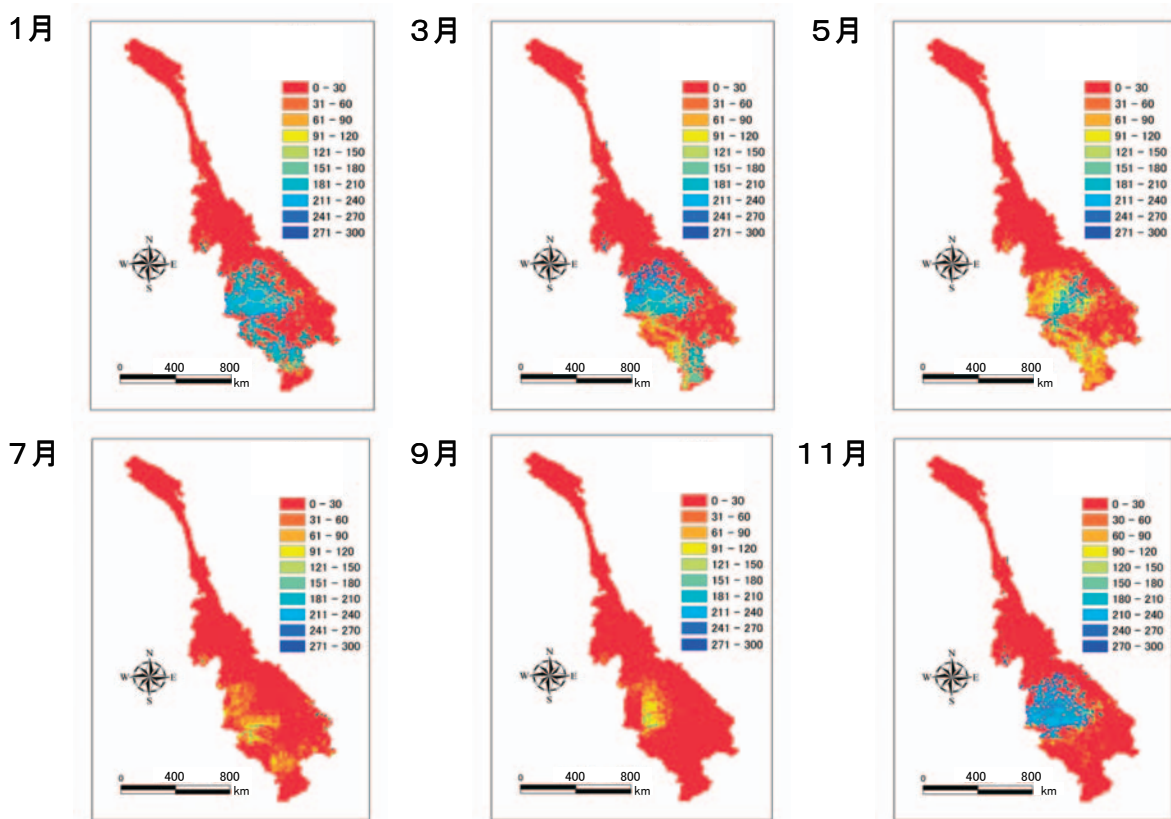 1月
0 - 30
31 - 60
61 - 90
91 - 120
121 - 150
151 - 180
181 - 210
211 - 240
241 - 270
271 - 300
N
W E
S
0 400 800
km
3月
0 - 30
31 - 60
61 - 90
91 - 120
121 - 150
151 - 180
181 - 210
211 - 240
241 - 270
271 - 300
N
W E
S
0 400 800
km
5月
0 - 30
31 - 60
61 - 90
91 - 120
121 - 150
151 - 180
181 - 210
211 - 240
241 - 270
271 - 300
N
W E
S
0 400 800
km
7月
0 - 30
31 - 60
61 - 90
91 - 120
121 - 150
151 - 180
181 - 210
211 - 240
241 - 270
271 - 300
N
W E
S
0 400 800
km
9月
0 - 30
31 - 60
61 - 90
91 - 120
121 - 150
151 - 180
181 - 210
211 - 240
241 - 270
271 - 300
N
W E
S
0 400 800
km
11月
0 - 30
30 - 60
60 - 90
90 - 120
120 - 150
150 - 180
180 - 210
210 - 240
240 - 270
270 - 300
N
W E
S
0 400 800
km